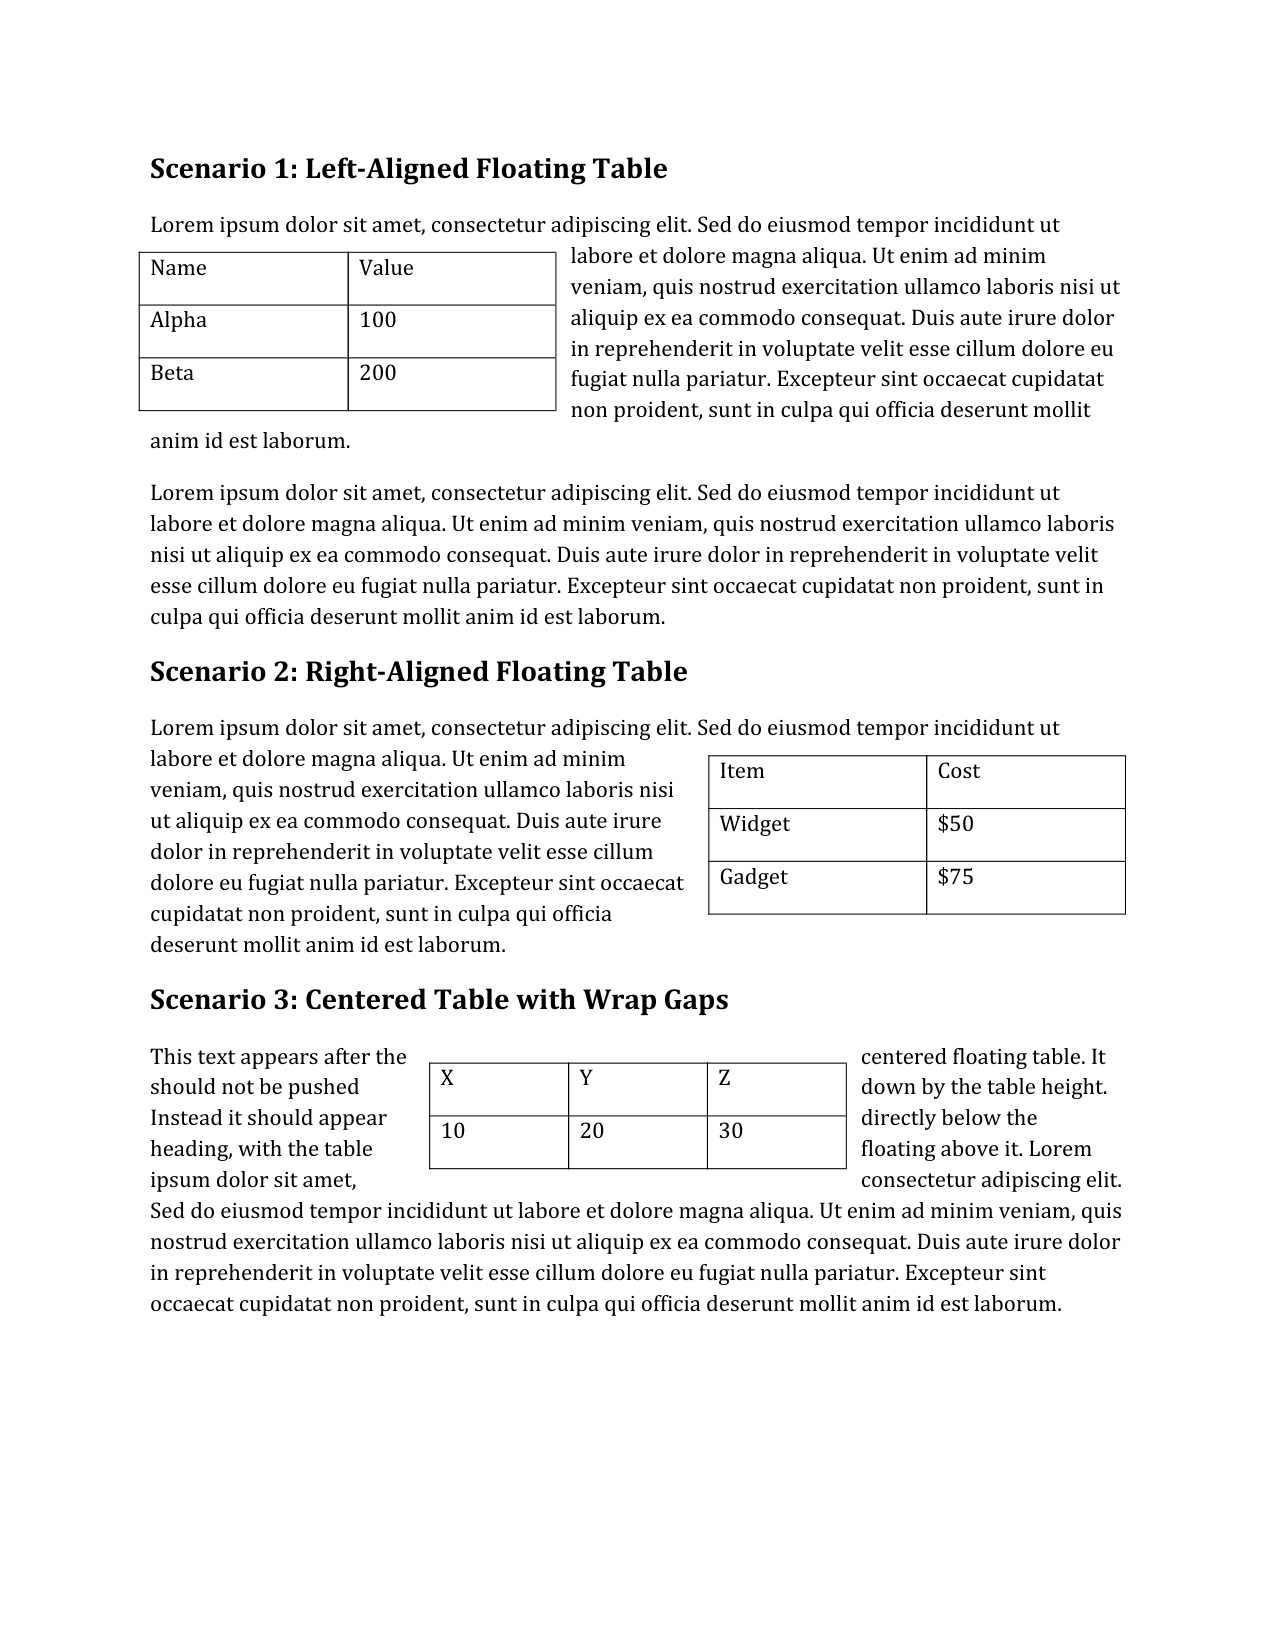 Scenario 1: Left-Aligned Floating Table
Lorem ipsum dolor sit amet, consectetur adipiscing elit. Sed do eiusmod tempor incididunt ut
Name Value
Alpha 100
Beta 200
labore et dolore magna aliqua. Ut enim ad minim
veniam, quis nostrud exercitation ullamco laboris nisi ut
aliquip ex ea commodo consequat. Duis aute irure dolor
in reprehenderit in voluptate velit esse cillum dolore eu
fugiat nulla pariatur. Excepteur sint occaecat cupidatat
non proident, sunt in culpa qui officia deserunt mollit
anim id est laborum.
Lorem ipsum dolor sit amet, consectetur adipiscing elit. Sed do eiusmod tempor incididunt ut
labore et dolore magna aliqua. Ut enim ad minim veniam, quis nostrud exercitation ullamco laboris
nisi ut aliquip ex ea commodo consequat. Duis aute irure dolor in reprehenderit in voluptate velit
esse cillum dolore eu fugiat nulla pariatur. Excepteur sint occaecat cupidatat non proident, sunt in
culpa qui officia deserunt mollit anim id est laborum.
Scenario 2: Right-Aligned Floating Table
Lorem ipsum dolor sit amet, consectetur adipiscing elit. Sed do eiusmod tempor incididunt ut
labore et dolore magna aliqua. Ut enim ad minim
veniam, quis nostrud exercitation ullamco laboris nisi
ut aliquip ex ea commodo consequat. Duis aute irure
dolor in reprehenderit in voluptate velit esse cillum
dolore eu fugiat nulla pariatur. Excepteur sint occaecat
cupidatat non proident, sunt in culpa qui officia
deserunt mollit anim id est laborum.
Item Cost
Widget $50
Gadget $75
Scenario 3: Centered Table with Wrap Gaps
This text appears after the centered floating table. It
should not be pushed down by the table height.
Instead it should appear directly below the
heading, with the table floating above it. Lorem
ipsum dolor sit amet, consectetur adipiscing elit.
X Y Z
10 20 30
Sed do eiusmod tempor incididunt ut labore et dolore magna aliqua. Ut enim ad minim veniam, quis
nostrud exercitation ullamco laboris nisi ut aliquip ex ea commodo consequat. Duis aute irure dolor
in reprehenderit in voluptate velit esse cillum dolore eu fugiat nulla pariatur. Excepteur sint
occaecat cupidatat non proident, sunt in culpa qui officia deserunt mollit anim id est laborum.